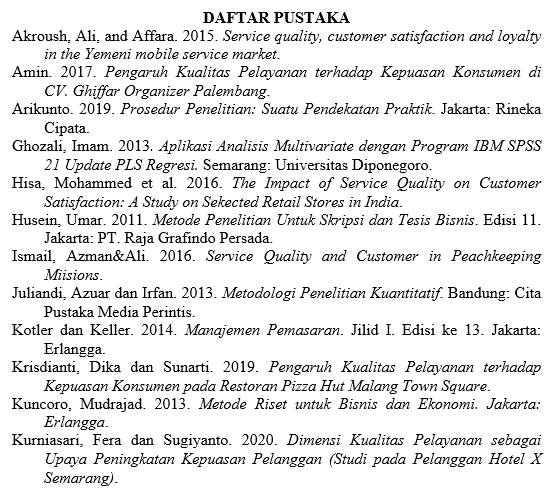 DAFTAR PUSTAKA
Akroush, Ali, and Affara. 2015. Service quality, customer satisfaction and loyalty
in the Yemeni mobile service market.
Amin. 2017. Pengaruh Kualitas Pelayanan terhadap Kepuasan Konsumen di
CV. Ghiffar Organizer Palembang.
Arikunto. 2019. Prosedur Penelitian: Suatu Pendekatan Praktik. Jakarta: Rineka
Cipata.
Ghozali, Imam. 2013. Aplikasi Analisis Multivariate dengan Program IBM SPSS
21 Update PLS Regresi. Semarang: Universitas Diponegoro.
Hisa, Mohammed et al. 2016. The Impact of Service Quality on Customer
Satisfaction: A Study on Sekected Retail Stores in India.
Husein, Umar. 2011. Metode Penelitian Untuk Skripsi dan Tesis Bisnis. Edisi 11.
Jakarta: PT. Raja Grafindo Persada.
Ismail, Azman&Ali. 2016. Service Quality and Customer in Peachkeeping
Miisions.
Juliandi, Azuar dan Irfan. 2013. Metodologi Penelitian Kuantitatif. Bandung: Cita
Pustaka Media Perintis.
Kotler dan Keller. 2014. Manajemen Pemasaran. Jilid I. Edisi ke 13. Jakarta:
Erlangga.
Krisdianti, Dika dan Sunarti. 2019. Pengaruh Kualitas Pelayanan terhadap
Kepuasan Konsumen pada Restoran Pizza Hut Malang Town Square.
Kuncoro, Mudrajad. 2013. Metode Riset untuk Bisnis dan Ekonomi. Jakarta:
Erlangga.
Kurniasari, Fera dan Sugiyanto. 2020. Dimensi Kualitas Pelayanan sebagai
Upaya Peningkatan Kepuasan Pelanggan (Studi pada Pelanggan Hotel X
Semarang).